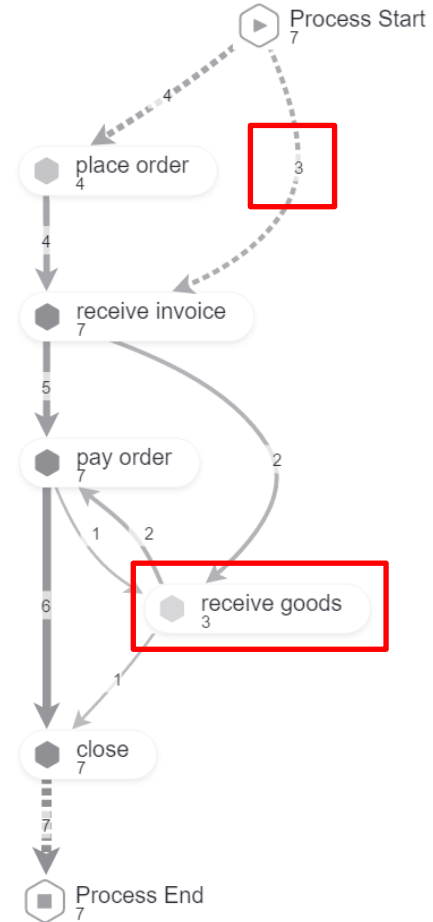 Process Start
7
4
place order
4
3
4
receive invoice
7
5
2
pay order
7
1
2
6
receive goods
3
1
close
7
7
Process End
7